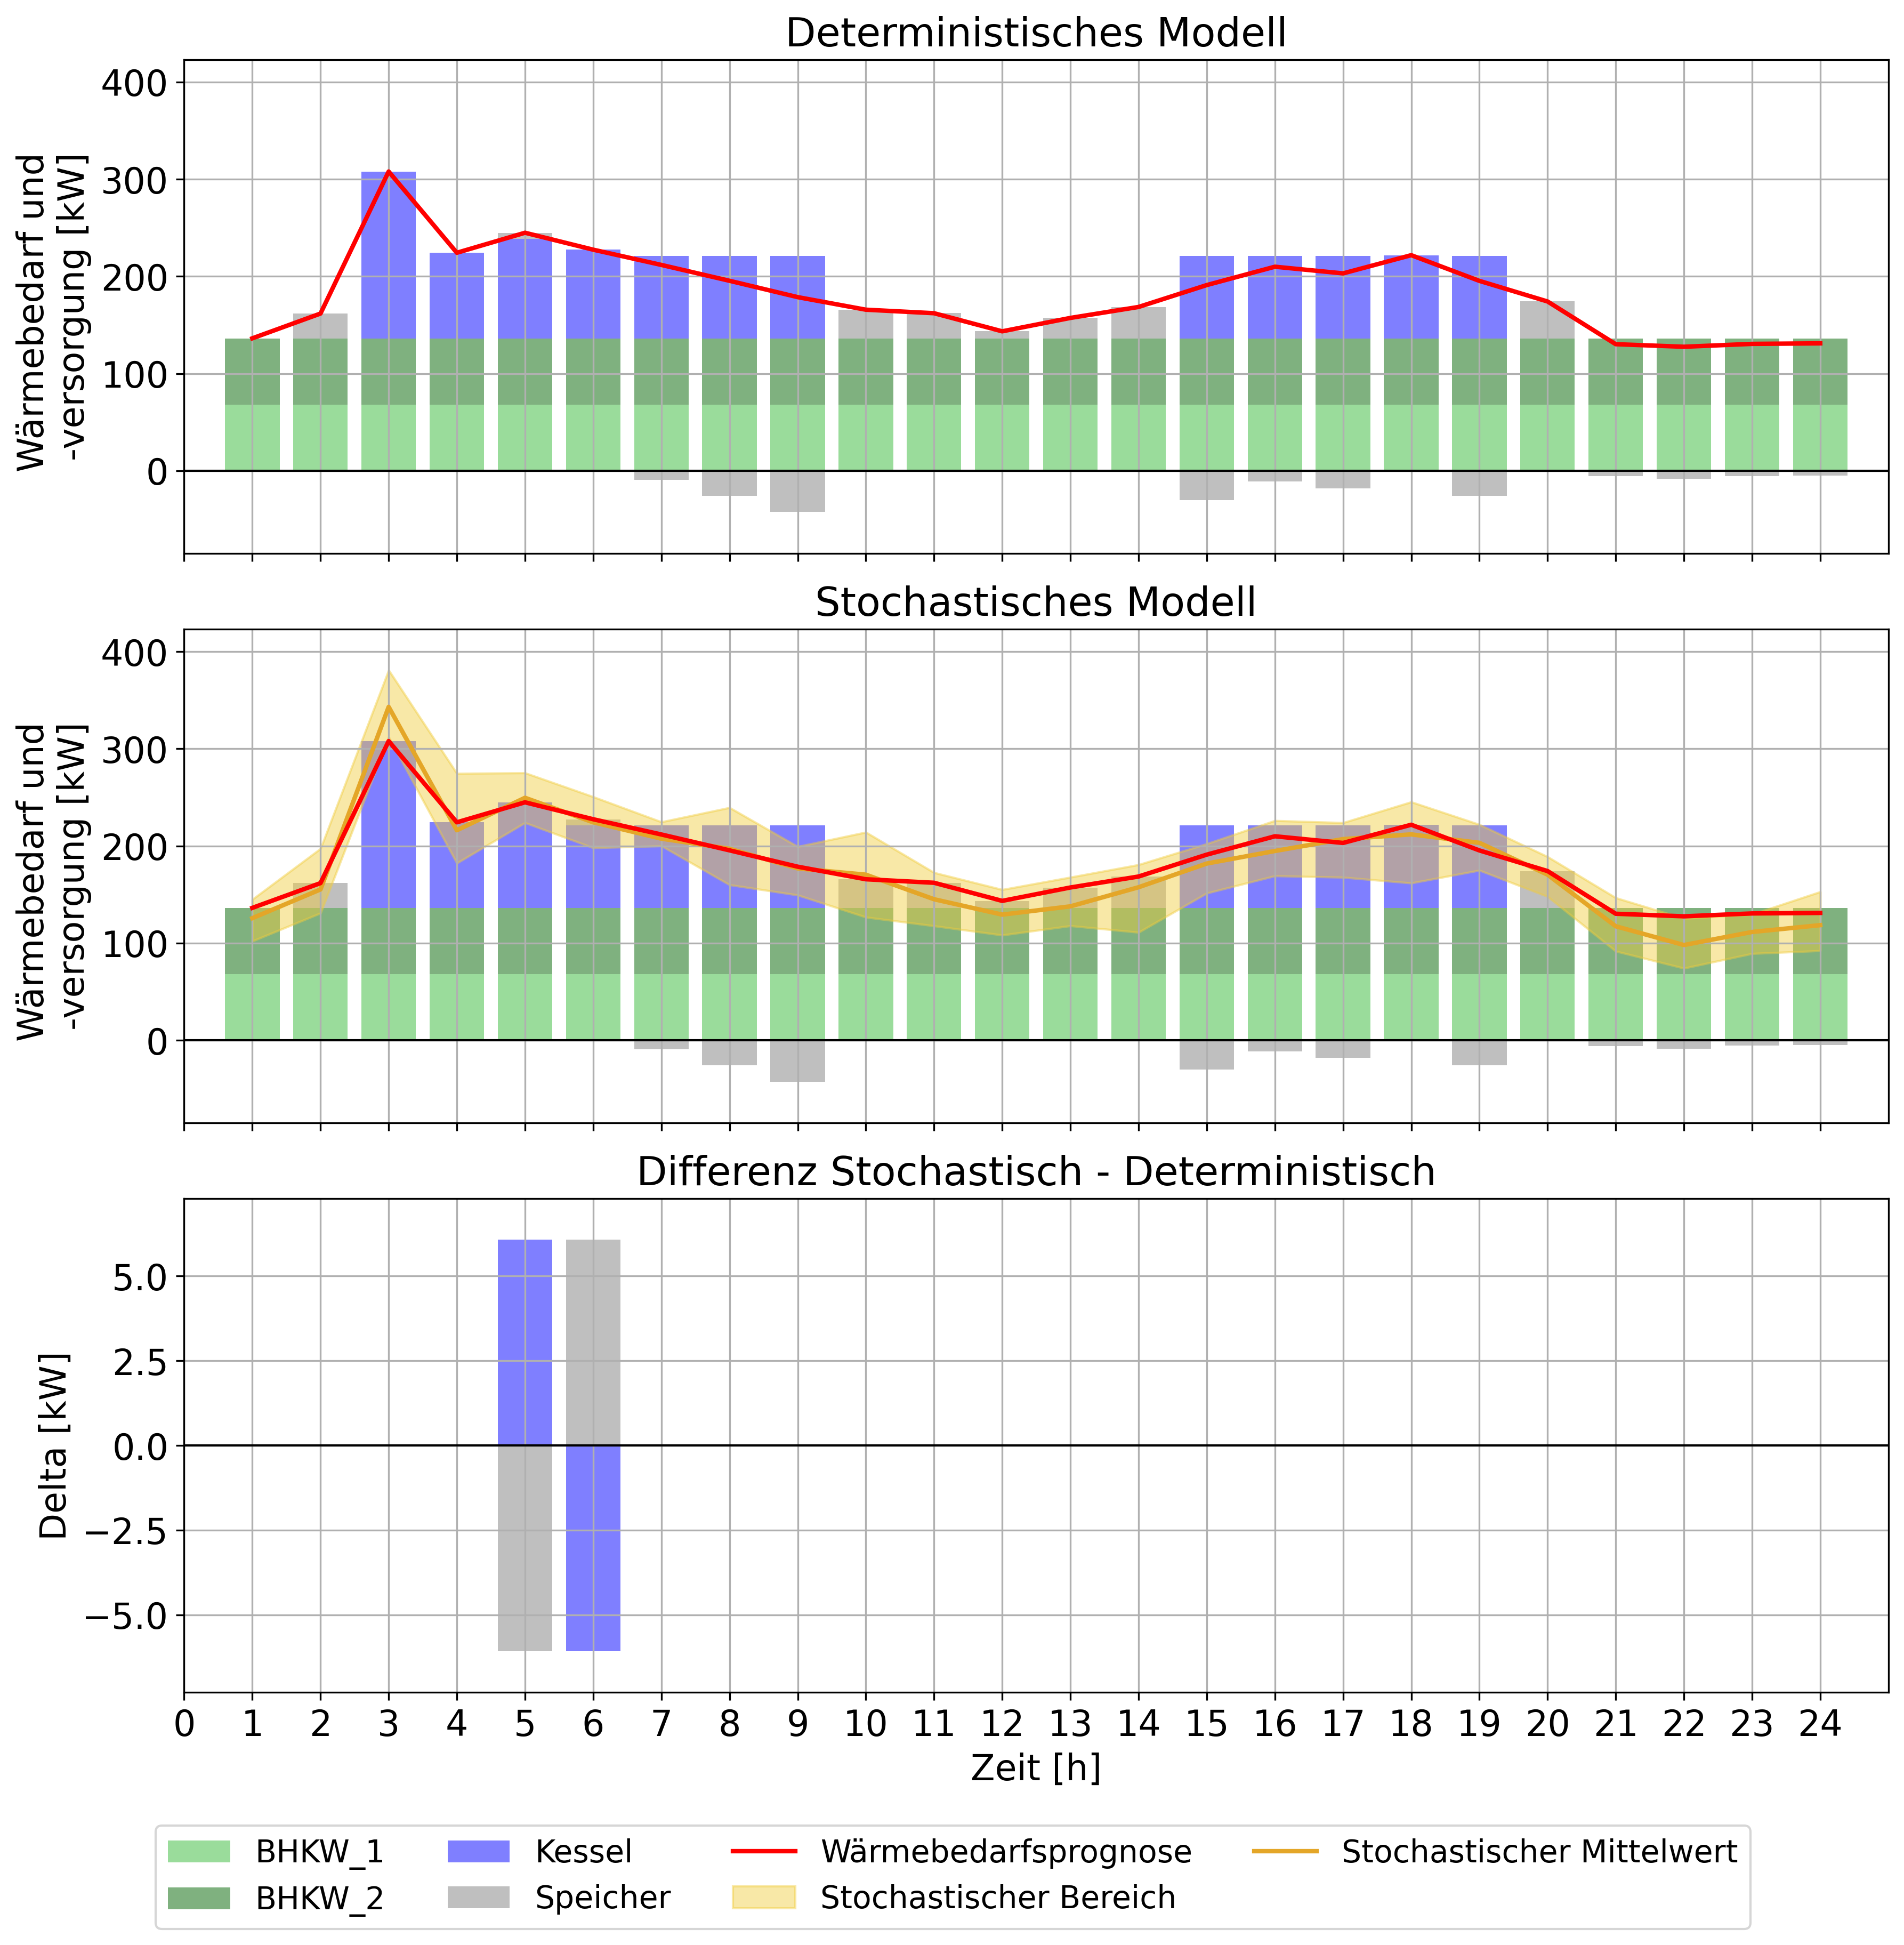 Deterministisches Modell
Wärmebedarf und
-versorgung [kW]
400
300
200
100
0
Stochastisches Modell
Wärmebedarf und
-versorgung [kW]
400
300
200
100
0
Differenz Stochastisch - Deterministisch
Delta [kW]
5.0
2.5
0.0
−2.5
−5.0
0 1 2 3 4 5 6 7 8 9 10 11 12 13 14 15 16 17 18 19 20 21 22 23 24
Zeit [h]
BHKW_1 Kessel Wärmebedarfsprognose Stochastischer Mittelwert
BHKW_2 Speicher Stochastischer Bereich